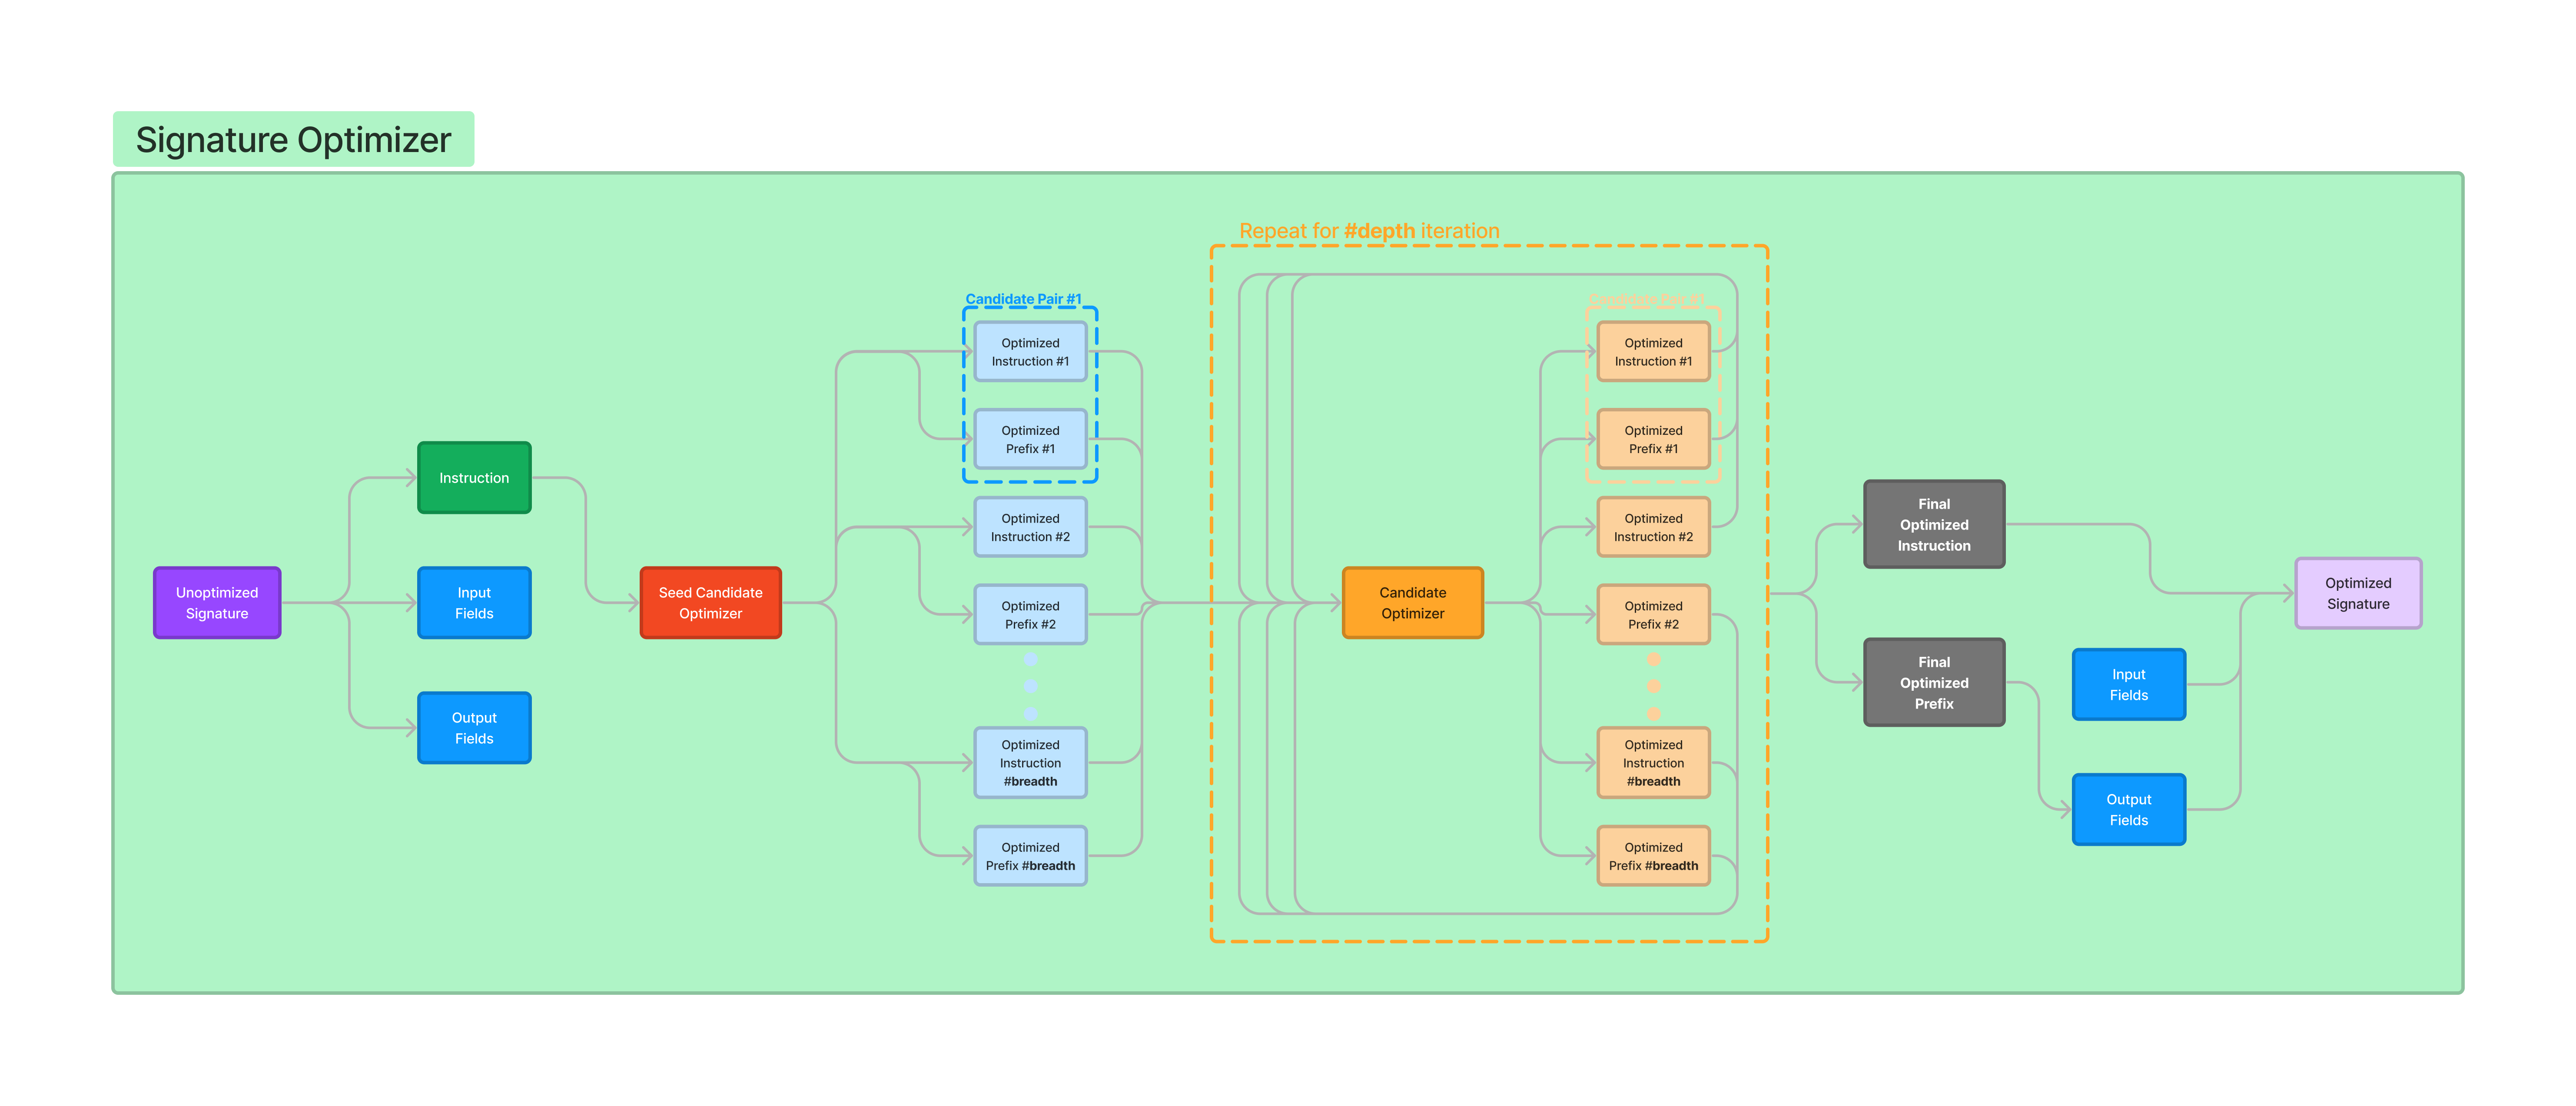 Signature Optimizer
Repeat for #depth iteration
Candidate Pair #1
Candidate Pair #1
Optimized
Instruction #1
Optimized
Prefix #1
Optimized
Instruction #2
Optimized
Prefix #2
Optimized
Instruction
#breadth
Optimized
Prefix #breadth
Unoptimized
Signature
Instruction
Input
Fields
Output
Fields
Seed Candidate
Optimizer
Candidate
Optimizer
Optimized
Instruction #1
Optimized
Prefix #1
Optimized
Instruction #2
Optimized
Prefix #2
Optimized
Instruction
#breadth
Optimized
Prefix #breadth
Final
Optimized
Instruction
Final
Optimized
Prefix
Input
Fields
Output
Fields
Optimized
Signature